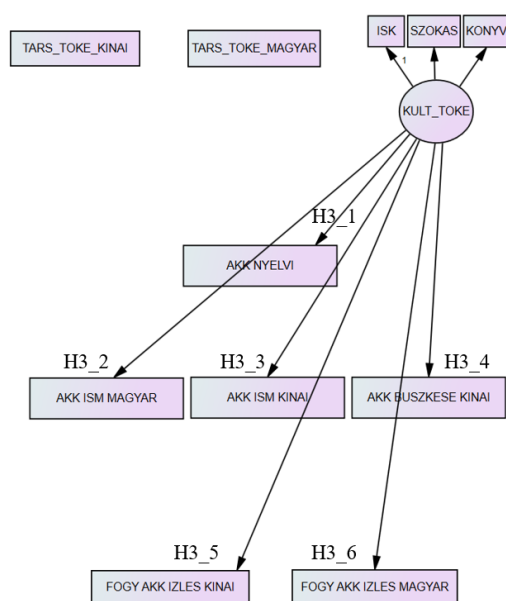 ISK SZOKAS KONYV
TARS_TOKE_KINAI TARS_TOKE_MAGYAR
1
KULT_TOKE
H3_1
AKK NYELVI
H3_2 H3_3 H3_4
AKK ISM MAGYAR AKK ISM KINAI AKK BUSZKESE KINAI
H3_5 H3_6
FOGY AKK IZLES KINAI FOGY AKK IZLES MAGYAR